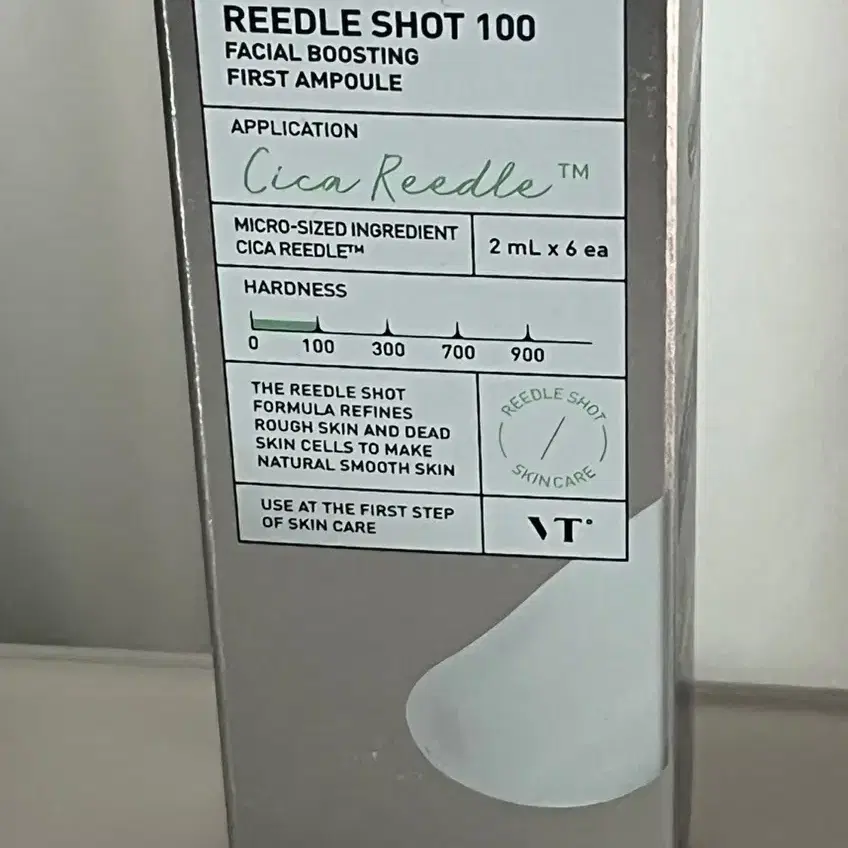 REEDLE SHOT 100
FACIAL BOOSTING
FIRST AMPOULE
APPLICATION
Cica Reedle™
MICRO-SIZED INGREDIENT
CICA REEDLE™
2 mL x 6 ea
HARDNESS
0 100 300 700 900
THE REEDLE SHOT
FORMULA REFINES
ROUGH SKIN AND DEAD
SKIN CELLS TO MAKE
NATURAL SMOOTH SKIN
REEDLE SHOT
SKINCARE
USE AT THE FIRST STEP
OF SKIN CARE
VT